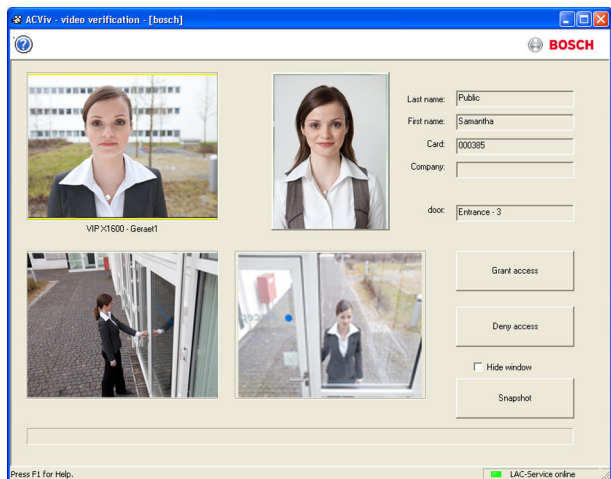 ACViv - video verification - [bosch]
BOSCH
Last name: Public
First name: Samantha
Card: 000385
Company:
door: Entrance - 3
VIP X1600 - Geraet1
Grant access
Deny access
Hide window
Snapshot
Press F1 for Help.
LAC-Service online